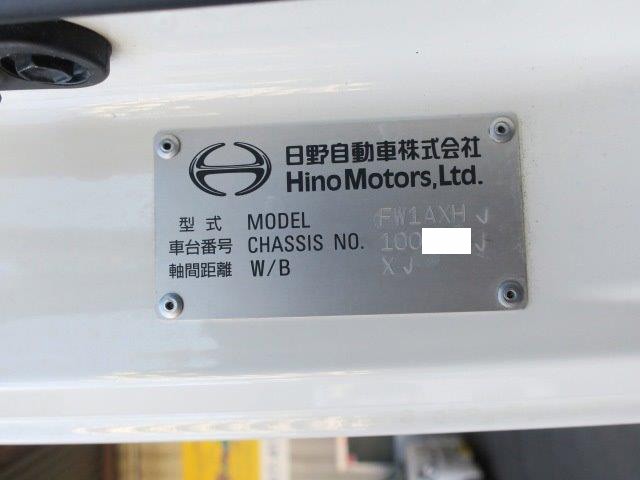 日野自動車株式会社
Hino Motors, Ltd.
型式 MODEL FW1AXH
車台番号 CHASSIS NO. 100
軸間距離 W/B X